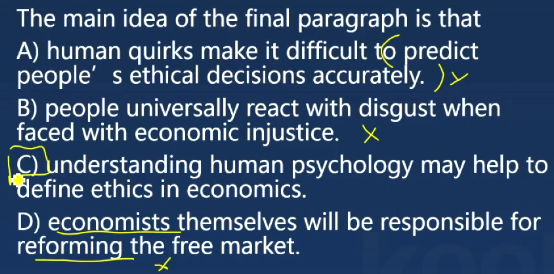 The main idea of the final paragraph is that
A) human quirks make it difficult to predict
people’s ethical decisions accurately.
B) people universally react with disgust when
faced with economic injustice.
C) understanding human psychology may help to
define ethics in economics.
D) economists themselves will be responsible for
reforming the free market.